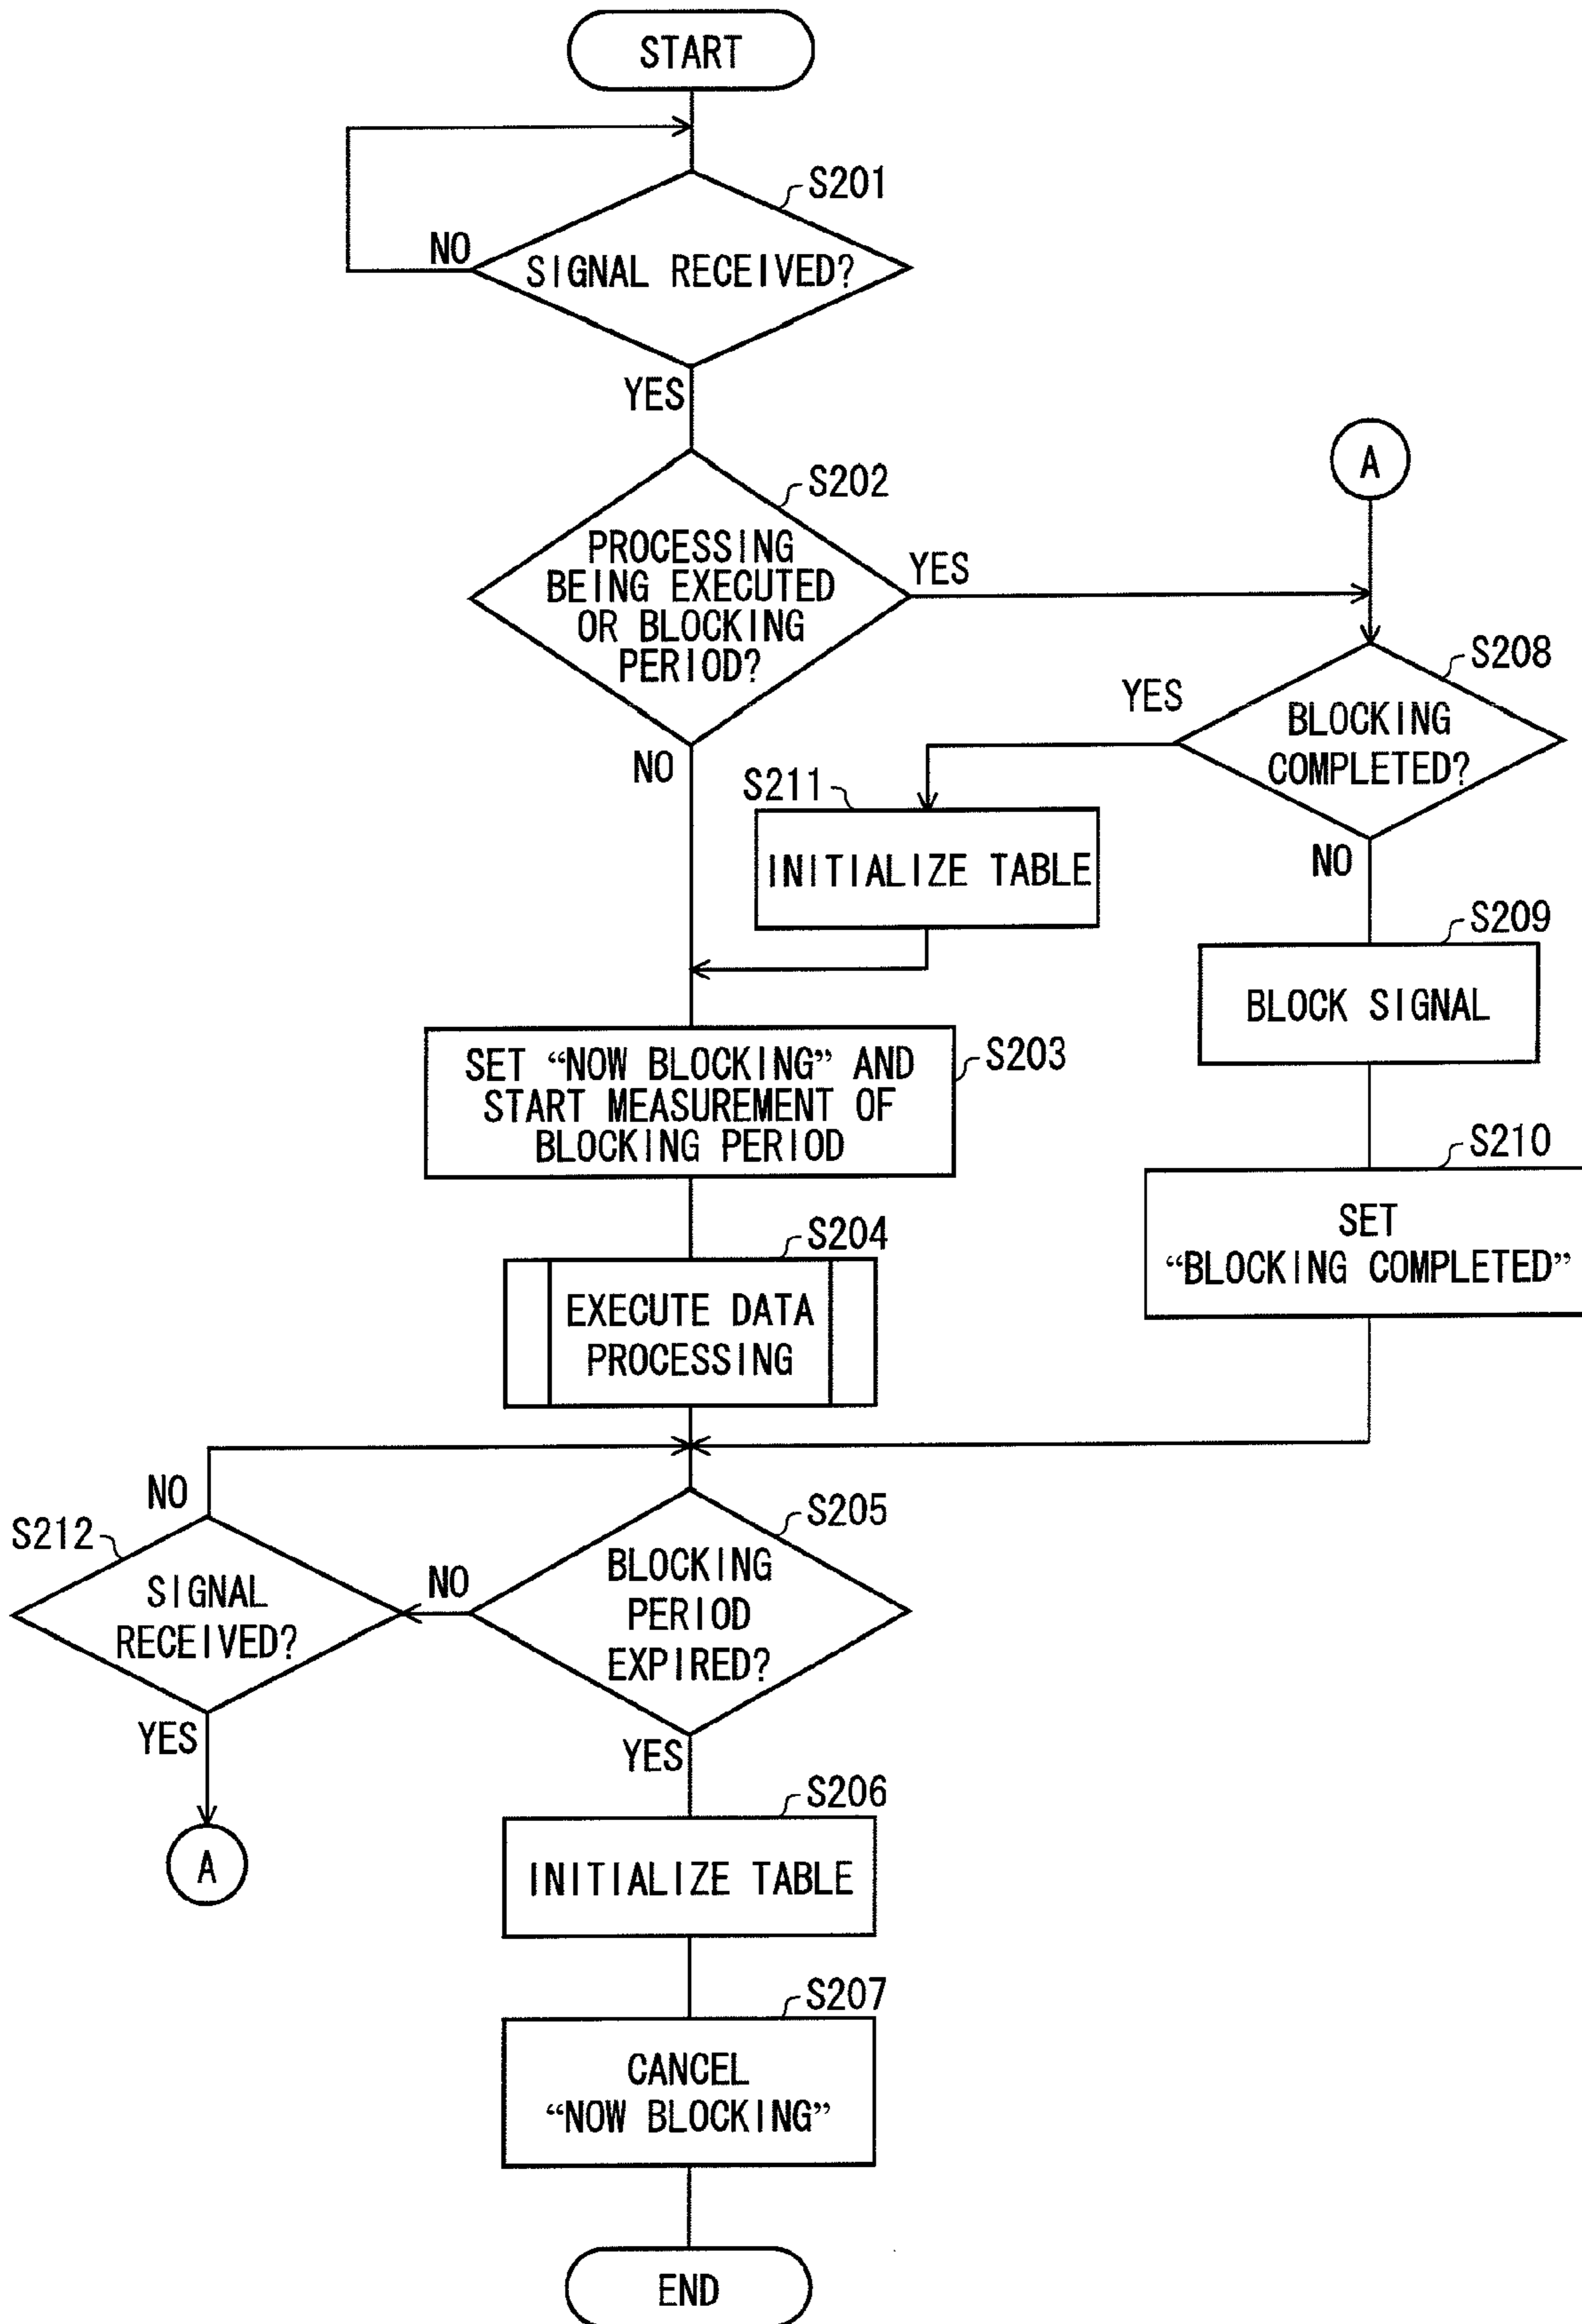 START
S201
NO
SIGNAL RECEIVED?
YES
A
S202
PROCESSING
BEING EXECUTED
OR BLOCKING
PERIOD?
YES
NO
S208
YES
BLOCKING
COMPLETED?
NO
S211
INITIALIZE TABLE
S209
BLOCK SIGNAL
S203
SET “NOW BLOCKING” AND
START MEASUREMENT OF
BLOCKING PERIOD
S210
SET
“BLOCKING COMPLETED”
S204
EXECUTE DATA
PROCESSING
NO
S212
SIGNAL
RECEIVED?
YES
A
S205
NO
BLOCKING
PERIOD
EXPIRED?
YES
S206
INITIALIZE TABLE
S207
CANCEL
“NOW BLOCKING”
END